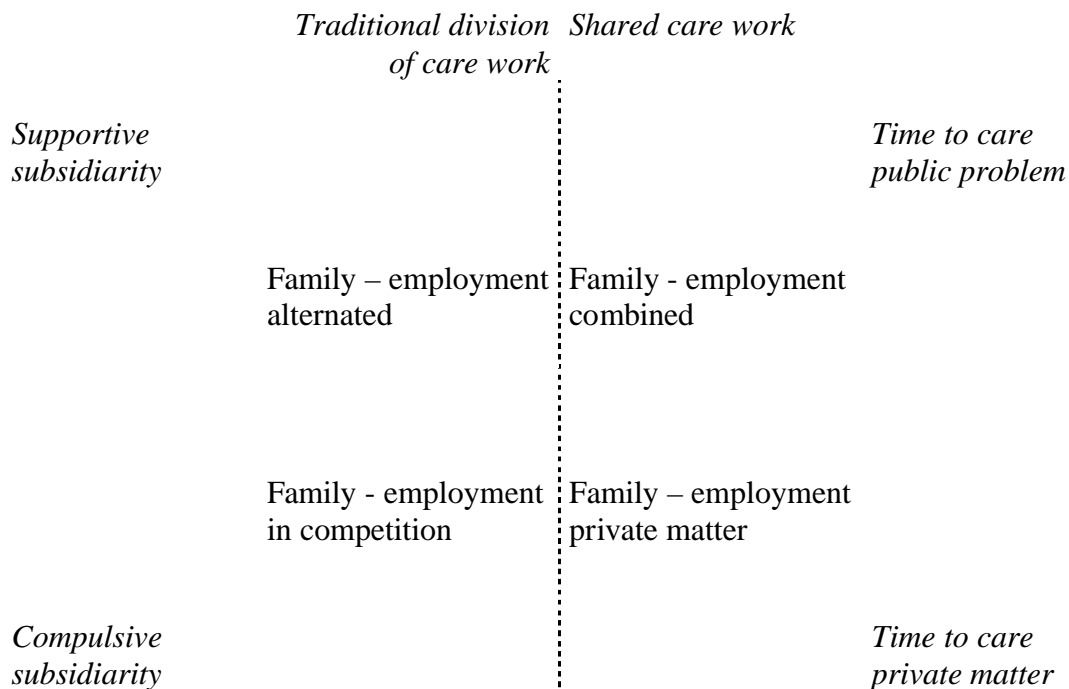 Traditional division
of care work
Shared care work
Supportive
subsidiarity
Time to care
public problem
Family – employment
alternated
Family - employment
combined
Family - employment
in competition
Family – employment
private matter
Compulsive
subsidiarity
Time to care
private matter